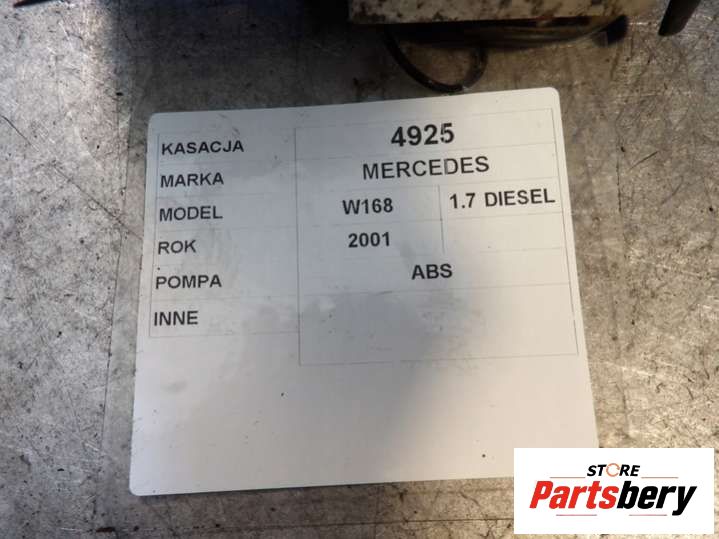 KASACJA 4925
MARKA MERCEDES
MODEL W168 1.7 DIESEL
ROK 2001
POMPA ABS
INNE
STORE
Partsbery